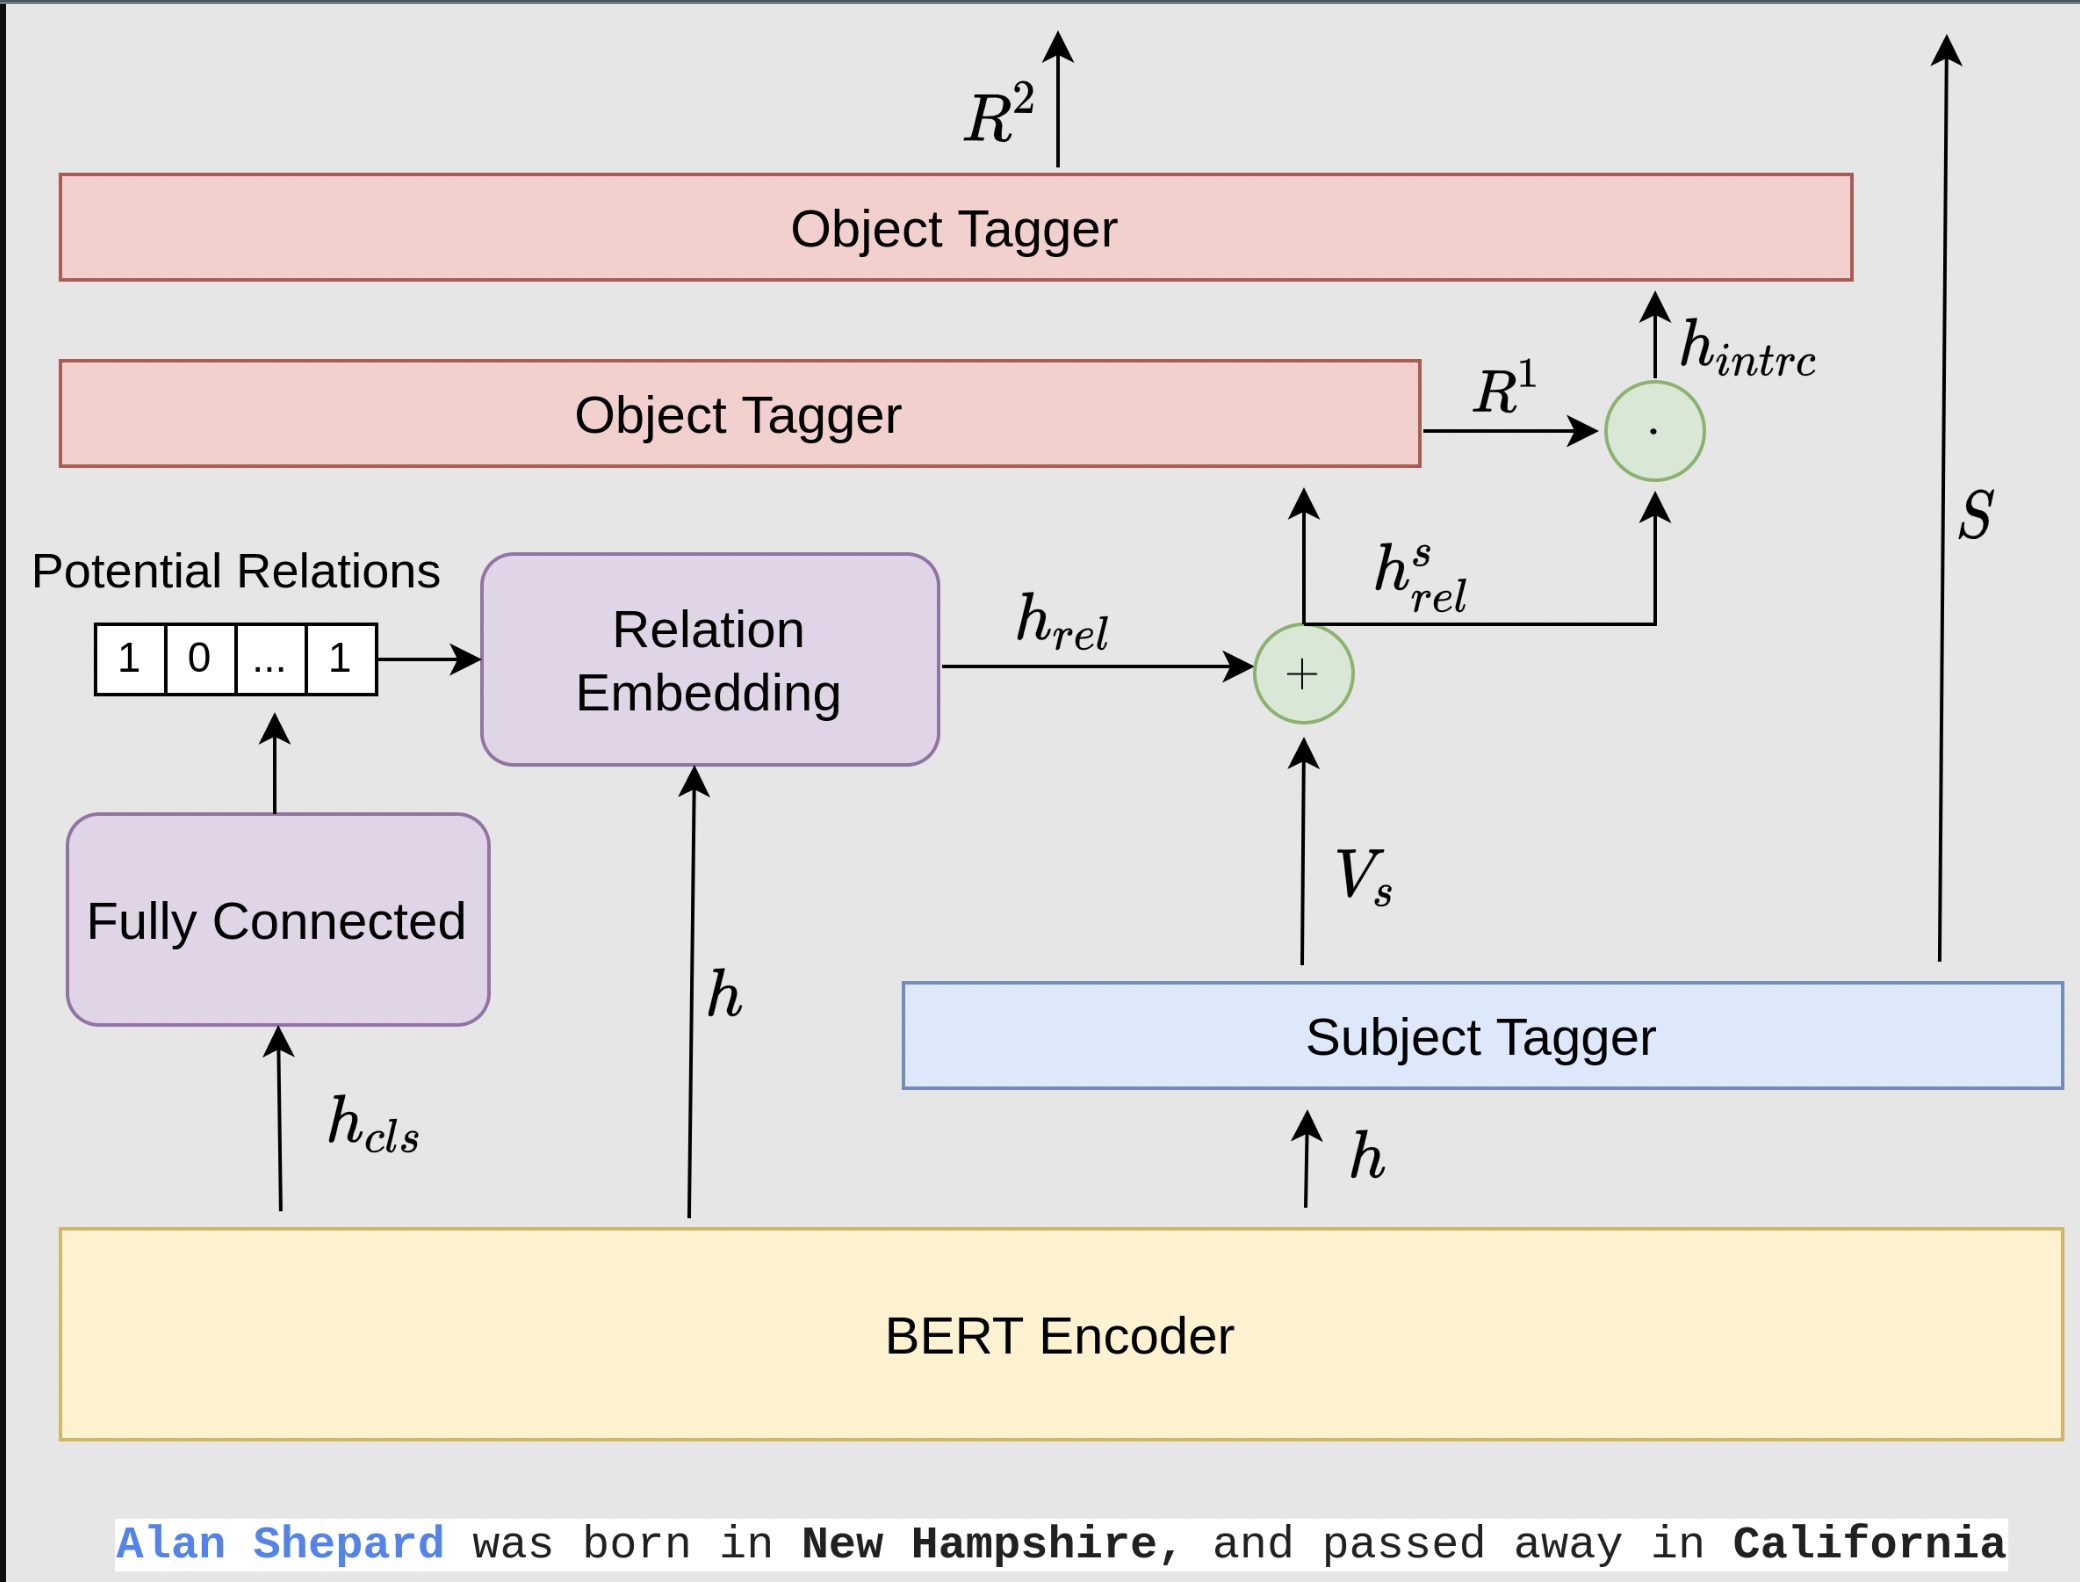 R^2
Object Tagger
h_{intrc}
Object Tagger
R^1
·
S
Potential Relations
1 0 ... 1
Relation
Embedding
h_{rel}
h^s_{rel}
+
Fully Connected
V_s
h
Subject Tagger
h_{cls}
h
BERT Encoder
Alan Shepard was born in New Hampshire, and passed away in California